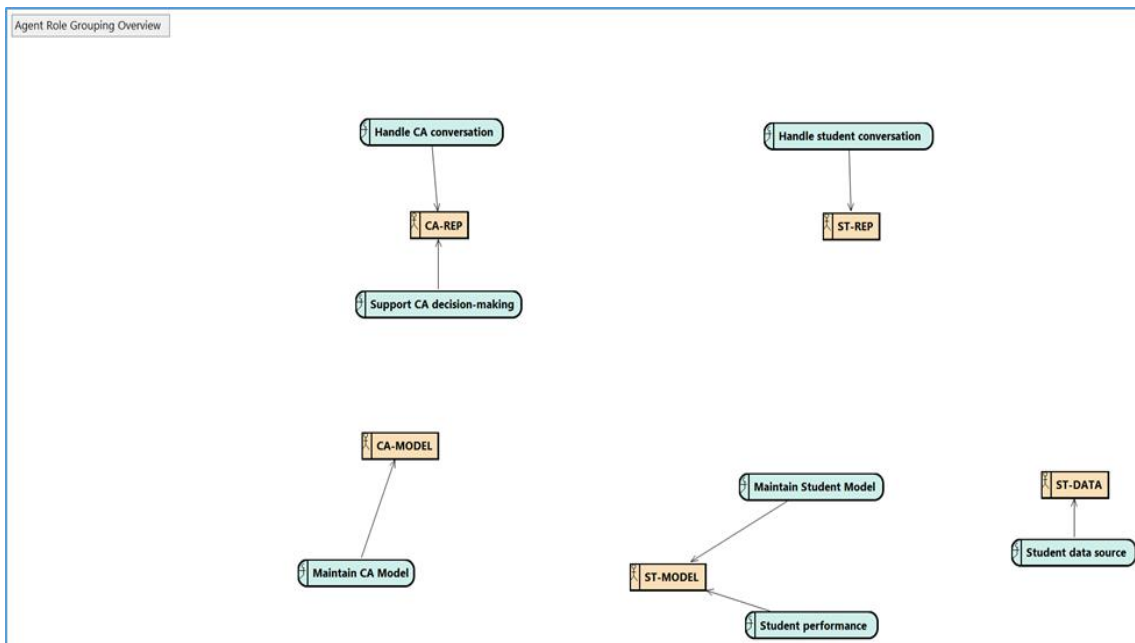 Agent Role Grouping Overview
Handle CA conversation
Handle student conversation
CA-REP
ST-REP
Support CA decision-making
CA-MODEL
Maintain Student Model
ST-DATA
Student data source
Maintain CA Model
ST-MODEL
Student performance